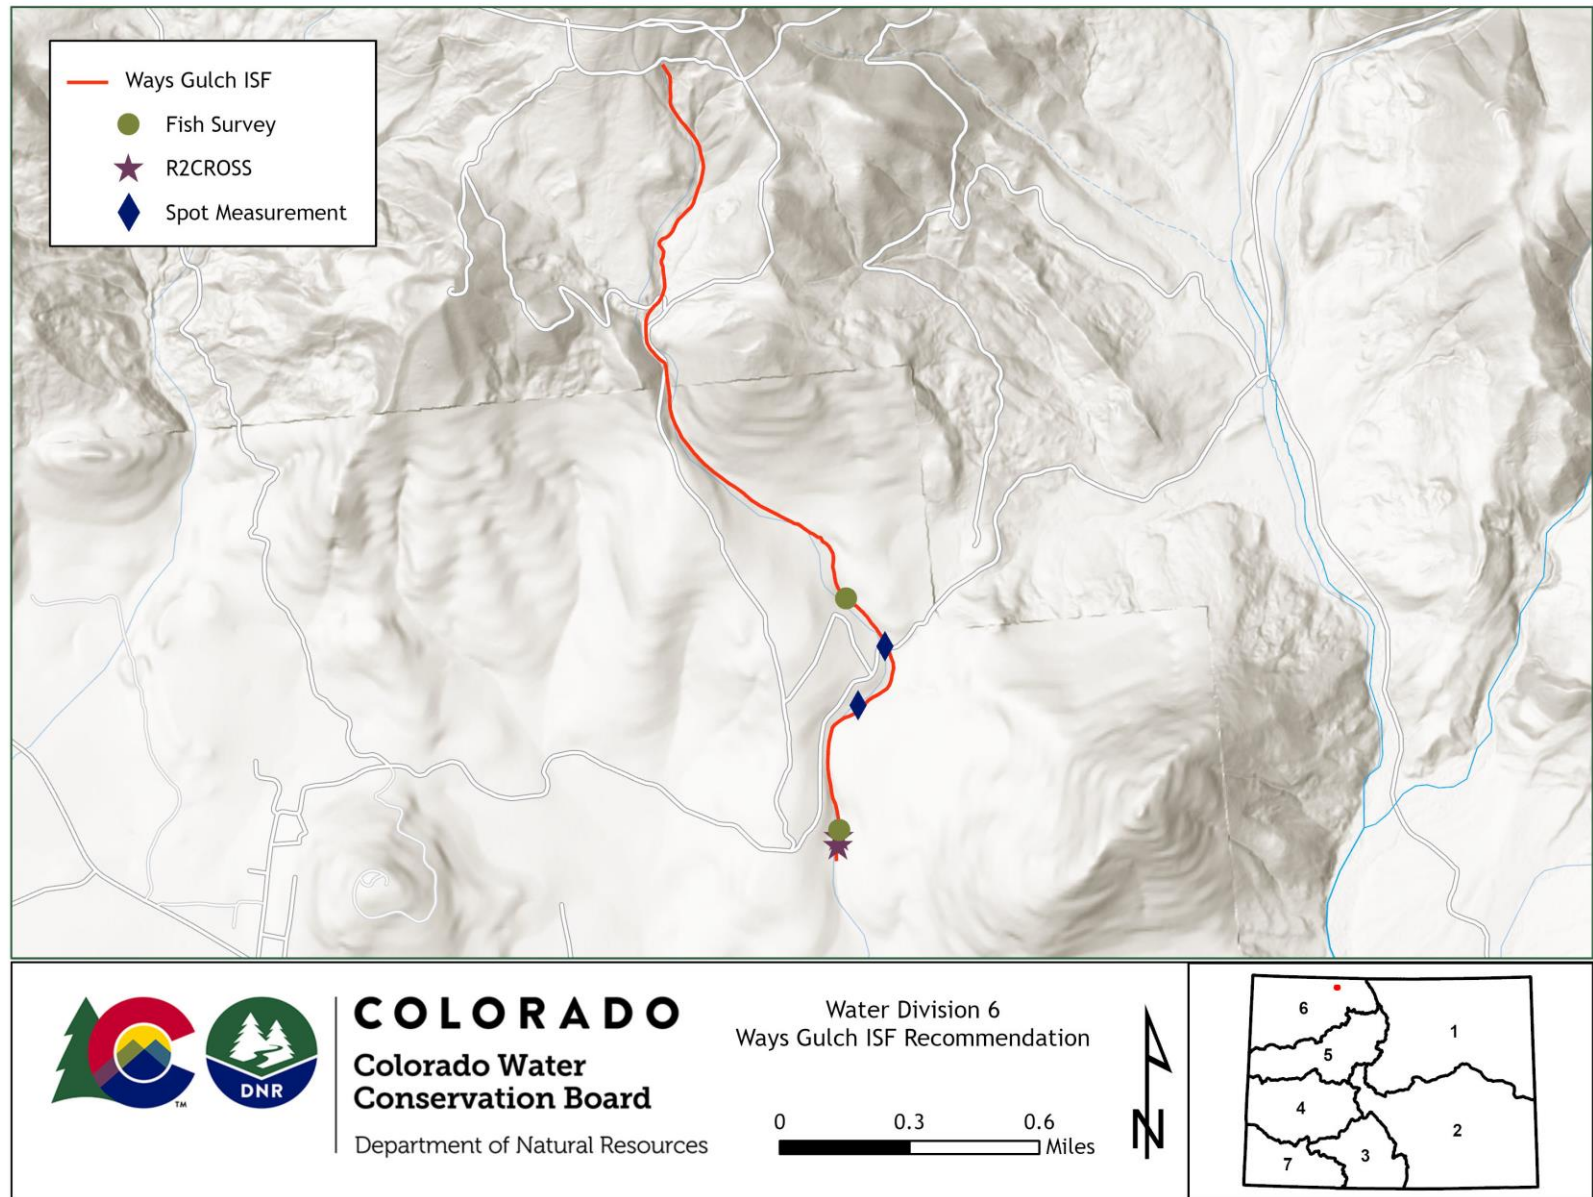 Ways Gulch ISF
Fish Survey
R2CROSS
Spot Measurement
DNR
TM
COLORADO
Colorado Water
Conservation Board
Department of Natural Resources
Water Division 6
Ways Gulch ISF Recommendation
0 0.3 0.6
Miles
N
6
1
5
4
2
3
7